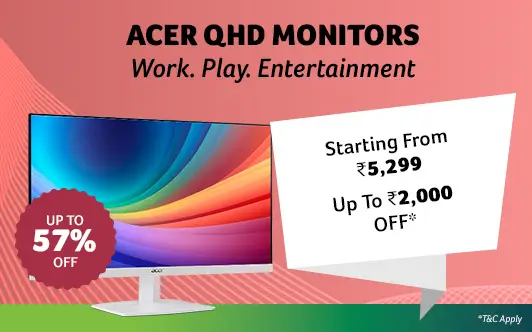 ACER QHD MONITORS
Work. Play. Entertainment
Starting From
₹5,299
Up To ₹2,000
OFF*
UP TO
57%
OFF
acer
*T&C Apply